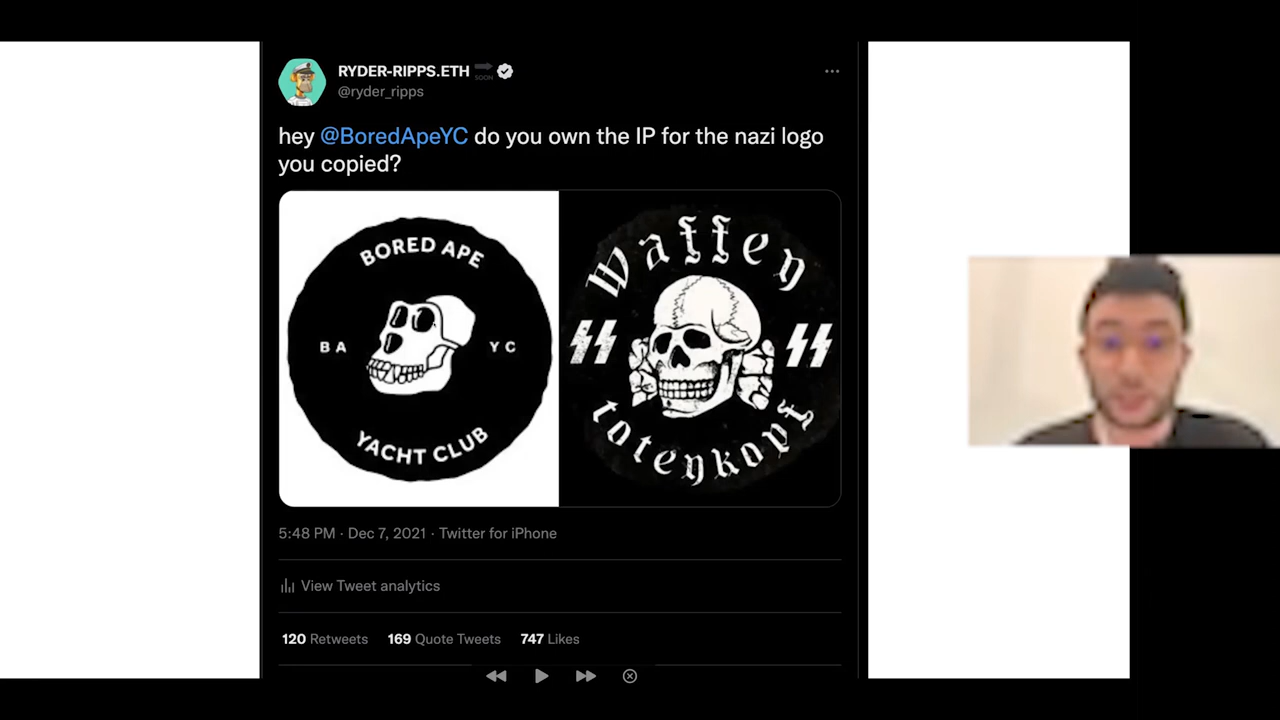 RYDER-RIPPS.ETH SOON
@ryder_ripps
hey @BoredApeYC do you own the IP for the nazi logo
you copied?
BORED APE
B A
Y C
YACHT CLUB
Waffen
totenkopf
5:48 PM · Dec 7, 2021 · Twitter for iPhone
View Tweet analytics
120 Retweets 169 Quote Tweets 747 Likes